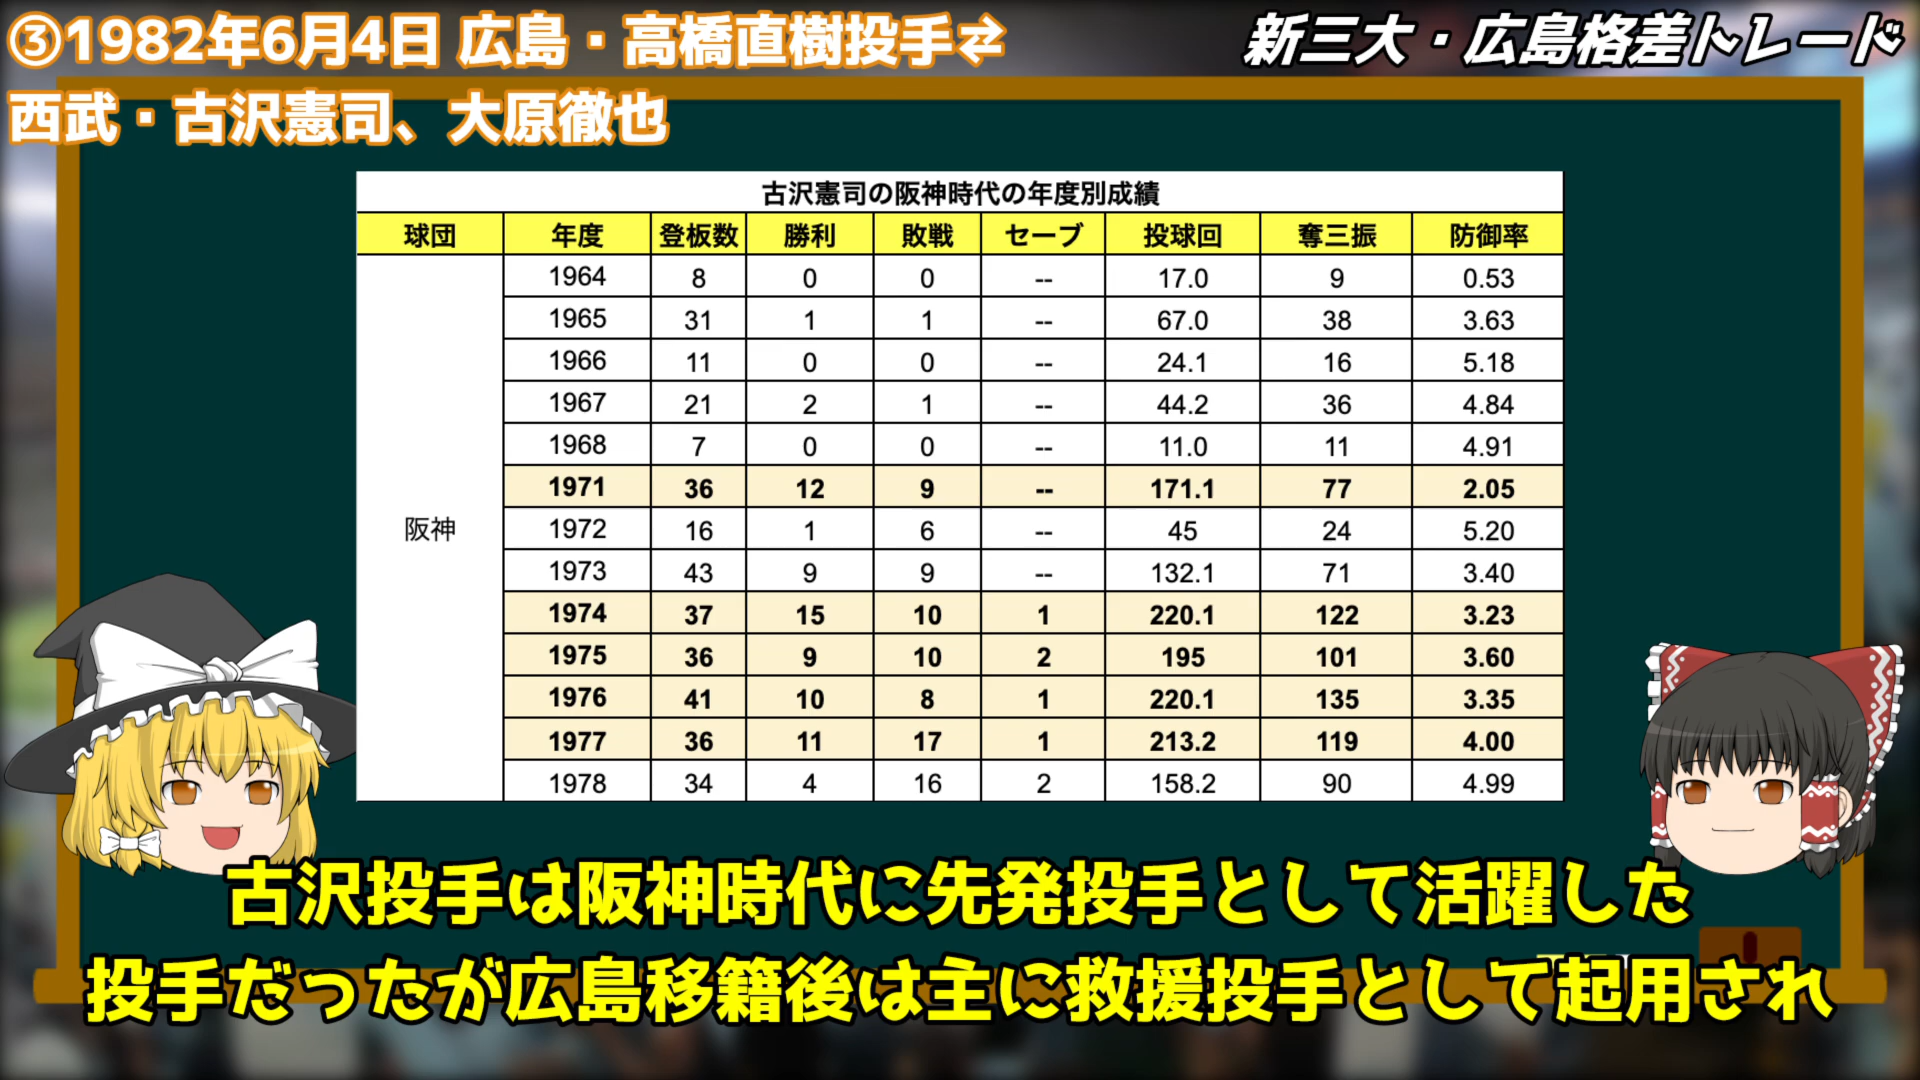 ③1982年6月4日 広島・高橋直樹投手⇄
西武・古沢憲司、大原徹也
新三大・広島格差トレード
古沢憲司の阪神時代の年度別成績
球団 年度 登板数 勝利 敗戦 セーブ 投球回 奪三振 防御率
1964 8 0 0 -- 17.0 9 0.53
1965 31 1 1 -- 67.0 38 3.63
1966 11 0 0 -- 24.1 16 5.18
1967 21 2 1 -- 44.2 36 4.84
1968 7 0 0 -- 11.0 11 4.91
1971 36 12 9 -- 171.1 77 2.05
阪神 1972 16 1 6 -- 45 24 5.20
1973 43 9 9 -- 132.1 71 3.40
1974 37 15 10 1 220.1 122 3.23
1975 36 9 10 2 195 101 3.60
1976 41 10 8 1 220.1 135 3.35
1977 36 11 17 1 213.2 119 4.00
1978 34 4 16 2 158.2 90 4.99
古沢投手は阪神時代に先発投手として活躍した
投手だったが広島移籍後は主に救援投手として起用され